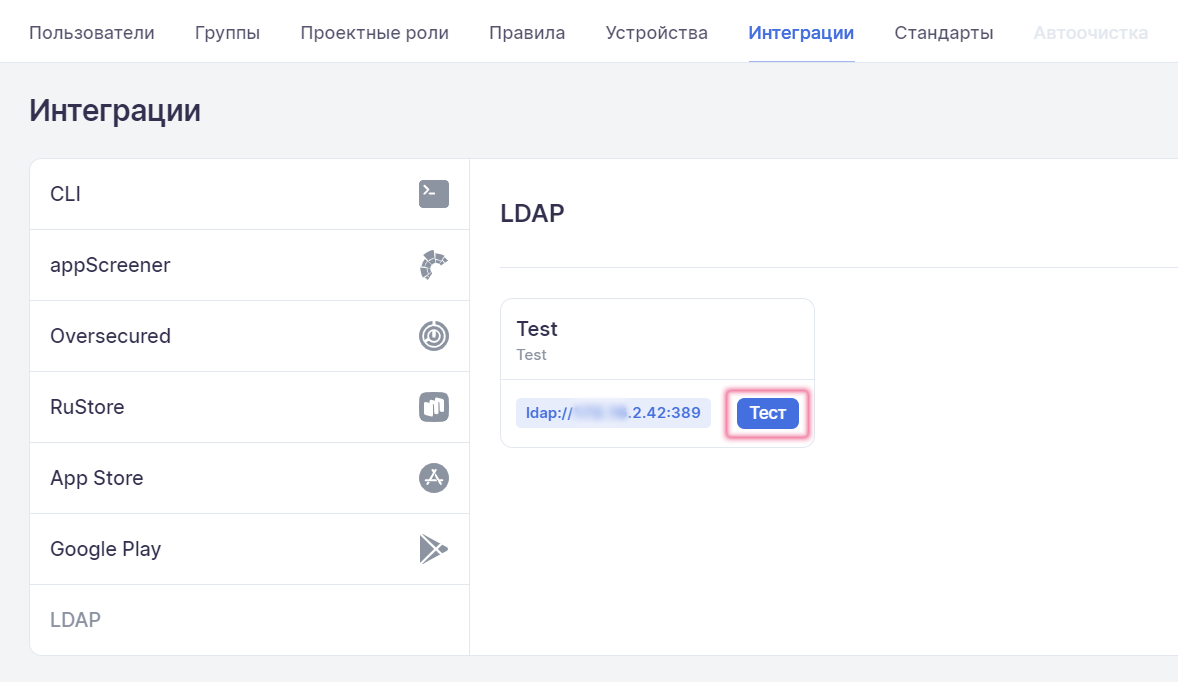 Пользователи Группы Проектные роли Правила Устройства Интеграции Стандарты Автоочистка
Интеграции
CLI
appScreener
Oversecured
RuStore
App Store
Google Play
LDAP
LDAP
Test
Test
ldap:// .2.42:389 Тест